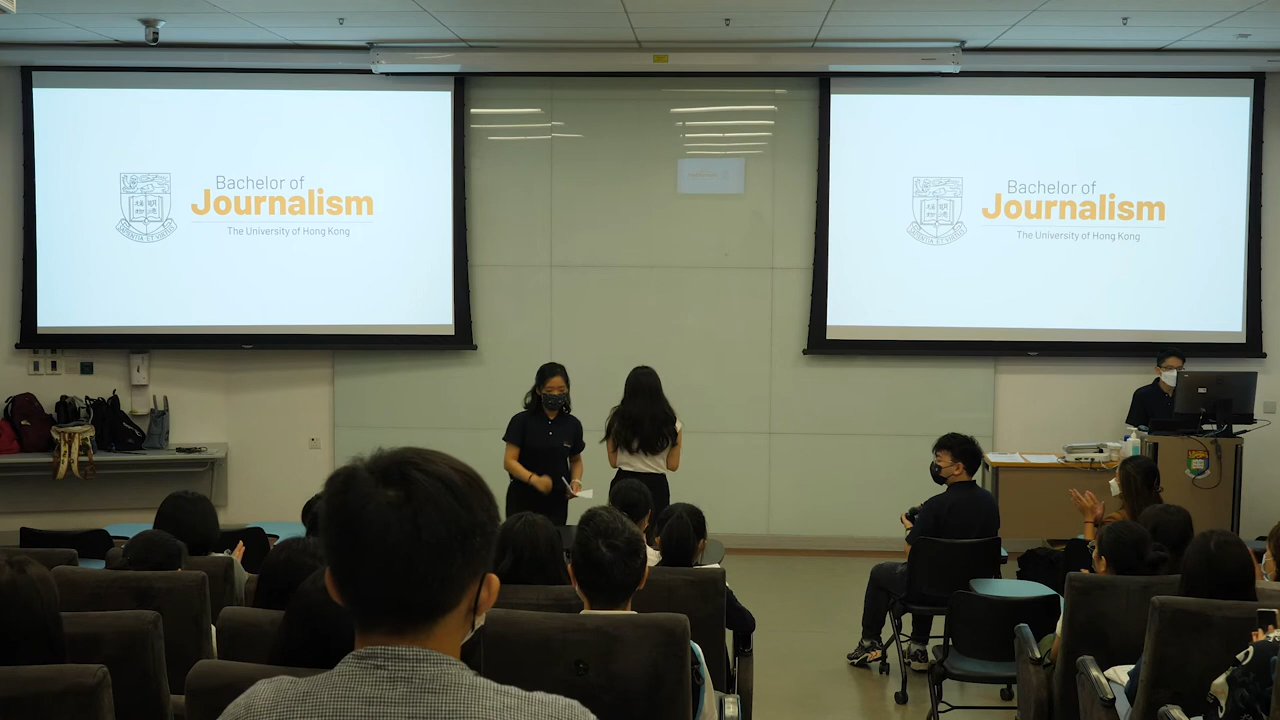 Bachelor of
Journalism
The University of Hong Kong
Bachelor of
Journalism
The University of Hong Kong